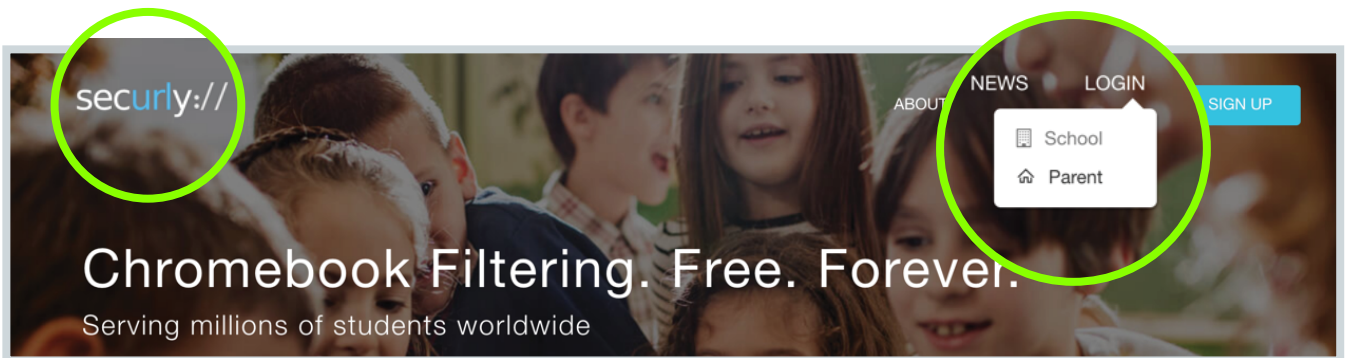 securly://
ABOUT NEWS LOGIN SIGN UP
School
Parent
Chromebook Filtering. Free. Forever.
Serving millions of students worldwide